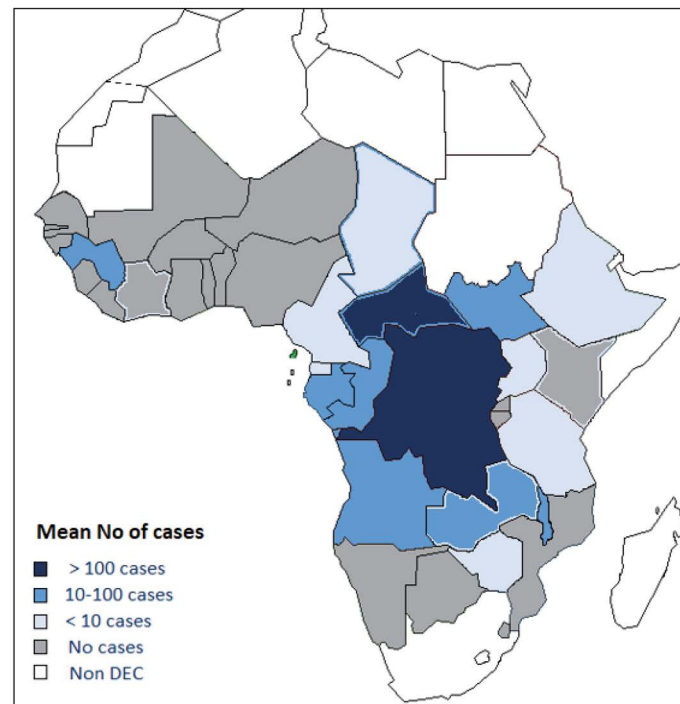 Mean No of cases
> 100 cases
10-100 cases
< 10 cases
No cases
Non DEC